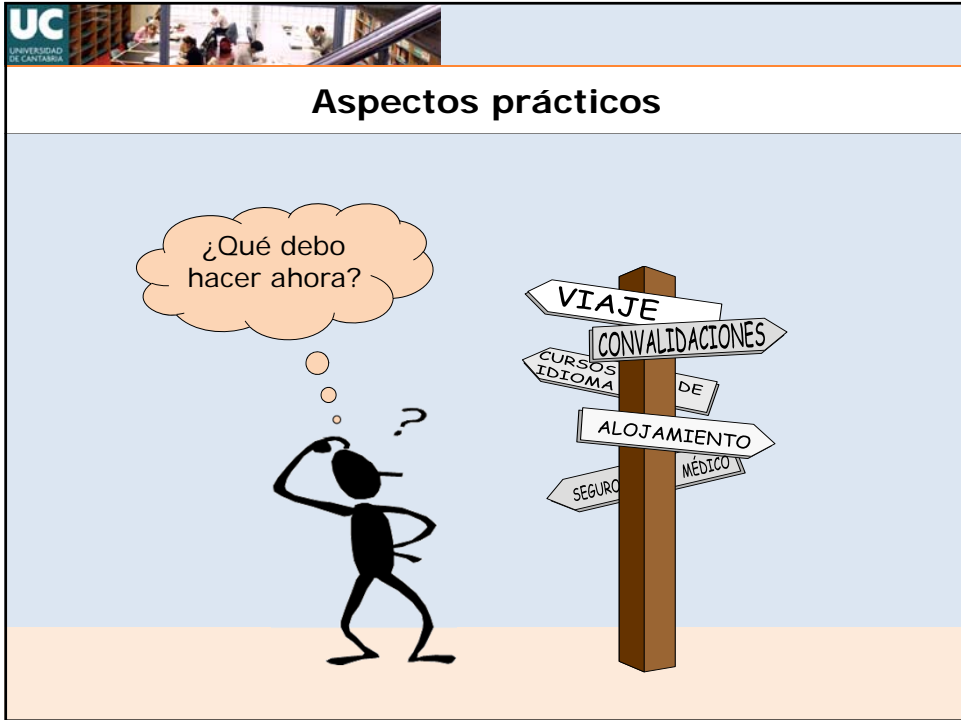 UC
UNIVERSIDAD
DE CANTABRIA
Aspectos prácticos
¿Qué debo
hacer ahora?
?
VIAJE
CONVALIDACIONES
CURSOS DE
IDIOMA
ALOJAMIENTO
SEGURO MÉDICO